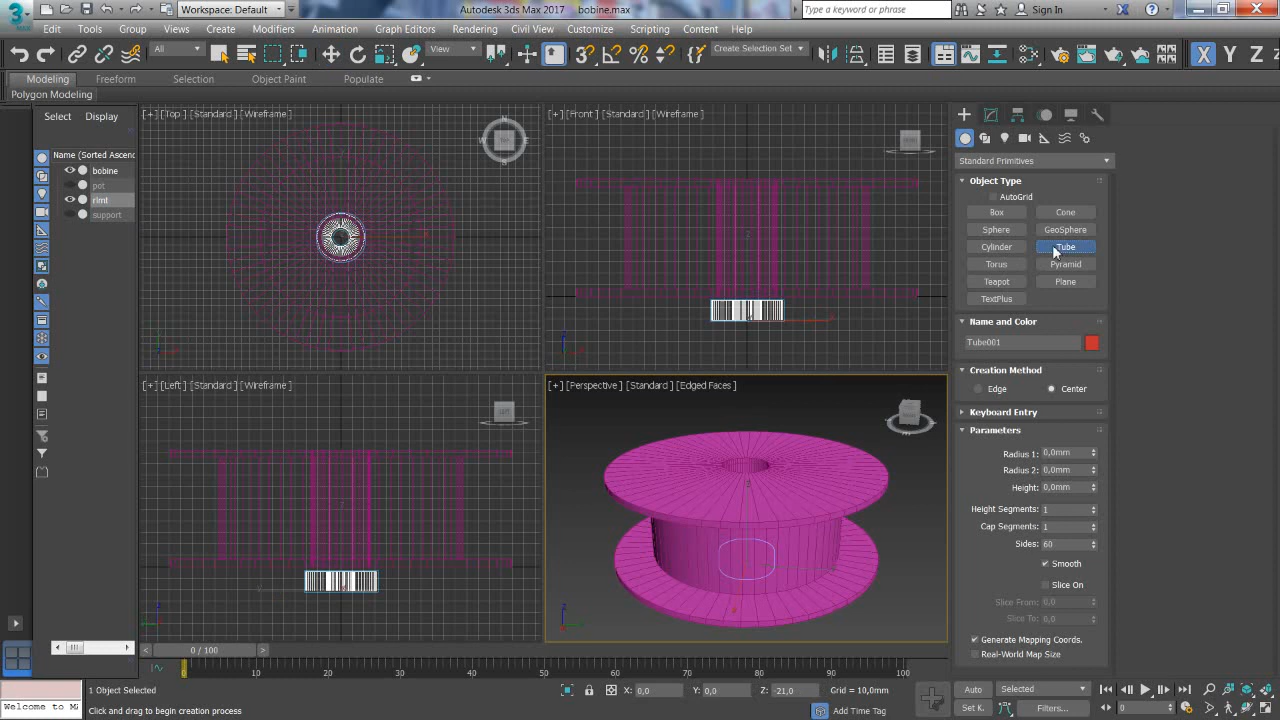 Workspace: Default
Autodesk 3ds Max 2017
bobine.max
Type a keyword or phrase
Sign In
Edit Tools Group Views Create Modifiers Animation Graph Editors Rendering Civil View Customize Scripting Content Help
All
View
Create Selection Set
X Y Z
Modeling Freeform Selection Object Paint Populate
Polygon Modeling
Select Display
Name (Sorted Ascen
bobine
pot
rlmt
support
[+] [Top] [Standard] [Wireframe]
[+] [Front] [Standard] [Wireframe]
[+] [Left] [Standard] [Wireframe]
[+] [Perspective] [Standard] [Edged Faces]
Standard Primitives
Object Type
AutoGrid
Box Cone
Sphere GeoSphere
Cylinder Tube
Torus Pyramid
Teapot Plane
TextPlus
Name and Color
Tube001
Creation Method
Edge Center
Keyboard Entry
Parameters
Radius 1: 0,0mm
Radius 2: 0,0mm
Height: 0,0mm
Height Segments: 1
Cap Segments: 1
Sides: 60
Smooth
Slice On
Slice From: 0,0
Slice To: 0,0
Generate Mapping Coords.
Real-World Map Size
0 / 100
0 10 20 30 40 50 60 70 80 90 100
1 Object Selected
X: 0,0 Y: 0,0 Z: -21,0 Grid = 10,0mm
Auto Selected
Welcome to M
Click and drag to begin creation process
Add Time Tag
Set K. Filters...
0